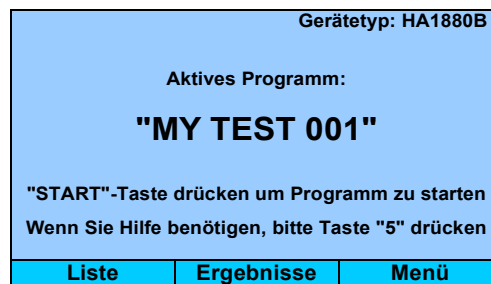 Gerätetyp: HA1880B
Aktives Programm:
"MY TEST 001"
"START"-Taste drücken um Programm zu starten
Wenn Sie Hilfe benötigen, bitte Taste "5" drücken
Liste Ergebnisse Menü